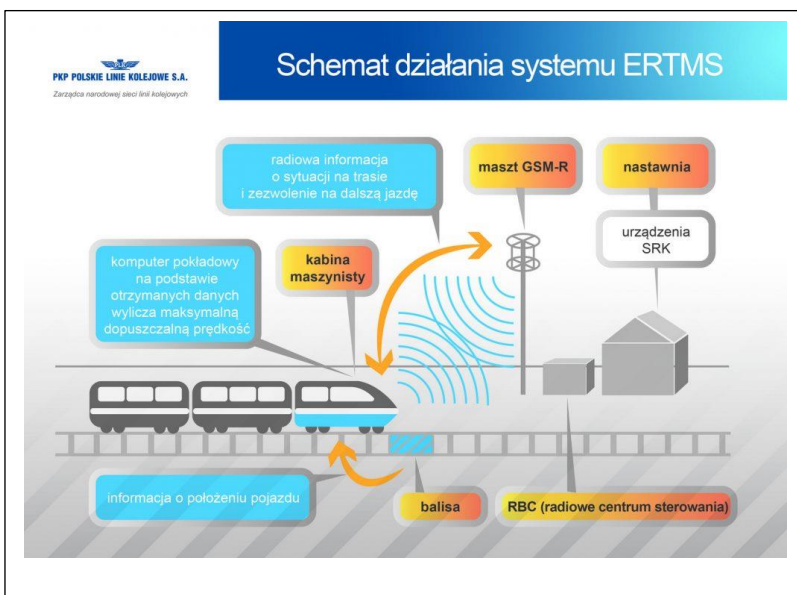 PKP POLSKIE LINIE KOLEJOWE S.A.
Zarządca narodowej sieci linii kolejowych
Schemat działania systemu ERTMS
radiowa informacja
o sytuacji na trasie
i zezwolenie na dalszą jazdę
maszt GSM-R
nastawnia
urządzenia
SRK
komputer pokładowy
na podstawie
otrzymanych danych
wylicza maksymalną
dopuszczalną prędkość
kabina
maszynisty
informacja o położeniu pojazdu
balisa
RBC (radiowe centrum sterowania)